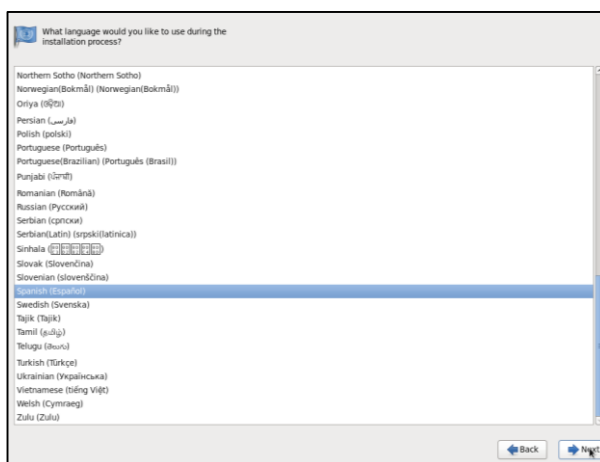 What language would you like to use during the
installation process?
Northern Sotho (Northern Sotho)
Norwegian(Bokmål) (Norwegian(Bokmål))
Oriya (ଓଡ଼ିଆ)
Persian (فارسی)
Polish (polski)
Portuguese (Português)
Portuguese(Brazilian) (Português (Brasil))
Punjabi (ਪੰਜਾਬੀ)
Romanian (Română)
Russian (Русский)
Serbian (српски)
Serbian(Latin) (srpski(latinica))
Sinhala
Slovak (Slovenčina)
Slovenian (slovenščina)
Spanish (Español)
Swedish (Svenska)
Tajik (Tajik)
Tamil (தமிழ்)
Telugu (తెలుగు)
Turkish (Türkçe)
Ukrainian (Українська)
Vietnamese (tiếng Việt)
Welsh (Cymraeg)
Zulu (Zulu)
Back Next